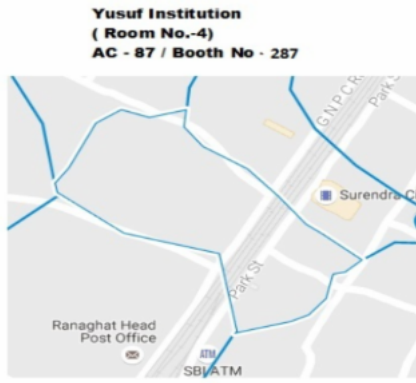 Yusuf Institution
( Room No.-4)
AC - 87 / Booth No - 287
G.N.P.C.R
Park St
Surendra C
Park St
Ranaghat Head
Post Office
ATM
SBI ATM